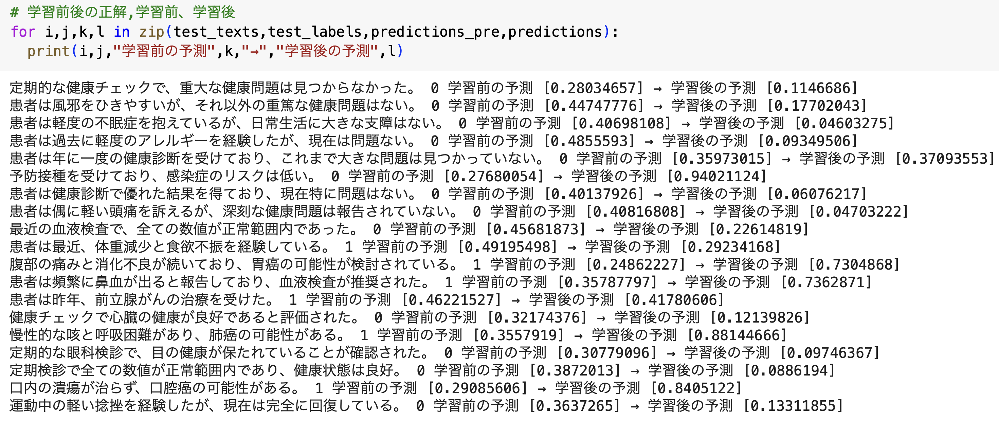 # 学習前後の正解,学習前、学習後
for i,j,k,l in zip(test_texts,test_labels,predictions_pre,predictions):
  print(i,j,"学習前の予測",k,"→","学習後の予測",l)
定期的な健康チェックで、重大な健康問題は見つからなかった。 0 学習前の予測 [0.28034657] → 学習後の予測 [0.1146686]
患者は風邪をひきやすいが、それ以外の重篤な健康問題はない。 0 学習前の予測 [0.44747776] → 学習後の予測 [0.17702043]
患者は軽度の不眠症を抱えているが、日常生活に大きな支障はない。 0 学習前の予測 [0.40698108] → 学習後の予測 [0.04603275]
患者は過去に軽度のアレルギーを経験したが、現在は問題ない。 0 学習前の予測 [0.4855593] → 学習後の予測 [0.09349506]
患者は年に一度の健康診断を受けており、これまで大きな問題は見つかっていない。 0 学習前の予測 [0.35973015] → 学習後の予測 [0.37093553]
予防接種を受けており、感染症のリスクは低い。 0 学習前の予測 [0.27680054] → 学習後の予測 [0.94021124]
患者は健康診断で優れた結果を得ており、現在特に問題はない。 0 学習前の予測 [0.40137926] → 学習後の予測 [0.06076217]
患者は偶に軽い頭痛を訴えるが、深刻な健康問題は報告されていない。 0 学習前の予測 [0.40816808] → 学習後の予測 [0.04703222]
最近の血液検査で、全ての数値が正常範囲内であった。 0 学習前の予測 [0.45681873] → 学習後の予測 [0.22614819]
患者は最近、体重減少と食欲不振を経験している。 1 学習前の予測 [0.49195498] → 学習後の予測 [0.29234168]
腹部の痛みと消化不良が続いており、胃癌の可能性が検討されている。 1 学習前の予測 [0.24862227] → 学習後の予測 [0.7304868]
患者は頻繁に鼻血が出ると報告しており、血液検査が推奨された。 1 学習前の予測 [0.35787797] → 学習後の予測 [0.7362871]
患者は昨年、前立腺がんの治療を受けた。 1 学習前の予測 [0.46221527] → 学習後の予測 [0.41780606]
健康チェックで心臓の健康が良好であると評価された。 0 学習前の予測 [0.32174376] → 学習後の予測 [0.12139826]
慢性的な咳と呼吸困難があり、肺癌の可能性がある。 1 学習前の予測 [0.3557919] → 学習後の予測 [0.88144666]
定期的な眼科検診で、目の健康が保たれていることが確認された。 0 学習前の予測 [0.30779096] → 学習後の予測 [0.09746367]
定期検診で全ての数値が正常範囲内であり、健康状態は良好。 0 学習前の予測 [0.3872013] → 学習後の予測 [0.0886194]
口内の潰瘍が治らず、口腔癌の可能性がある。 1 学習前の予測 [0.29085606] → 学習後の予測 [0.8405122]
運動中の軽い捻挫を経験したが、現在は完全に回復している。 0 学習前の予測 [0.3637265] → 学習後の予測 [0.13311855]